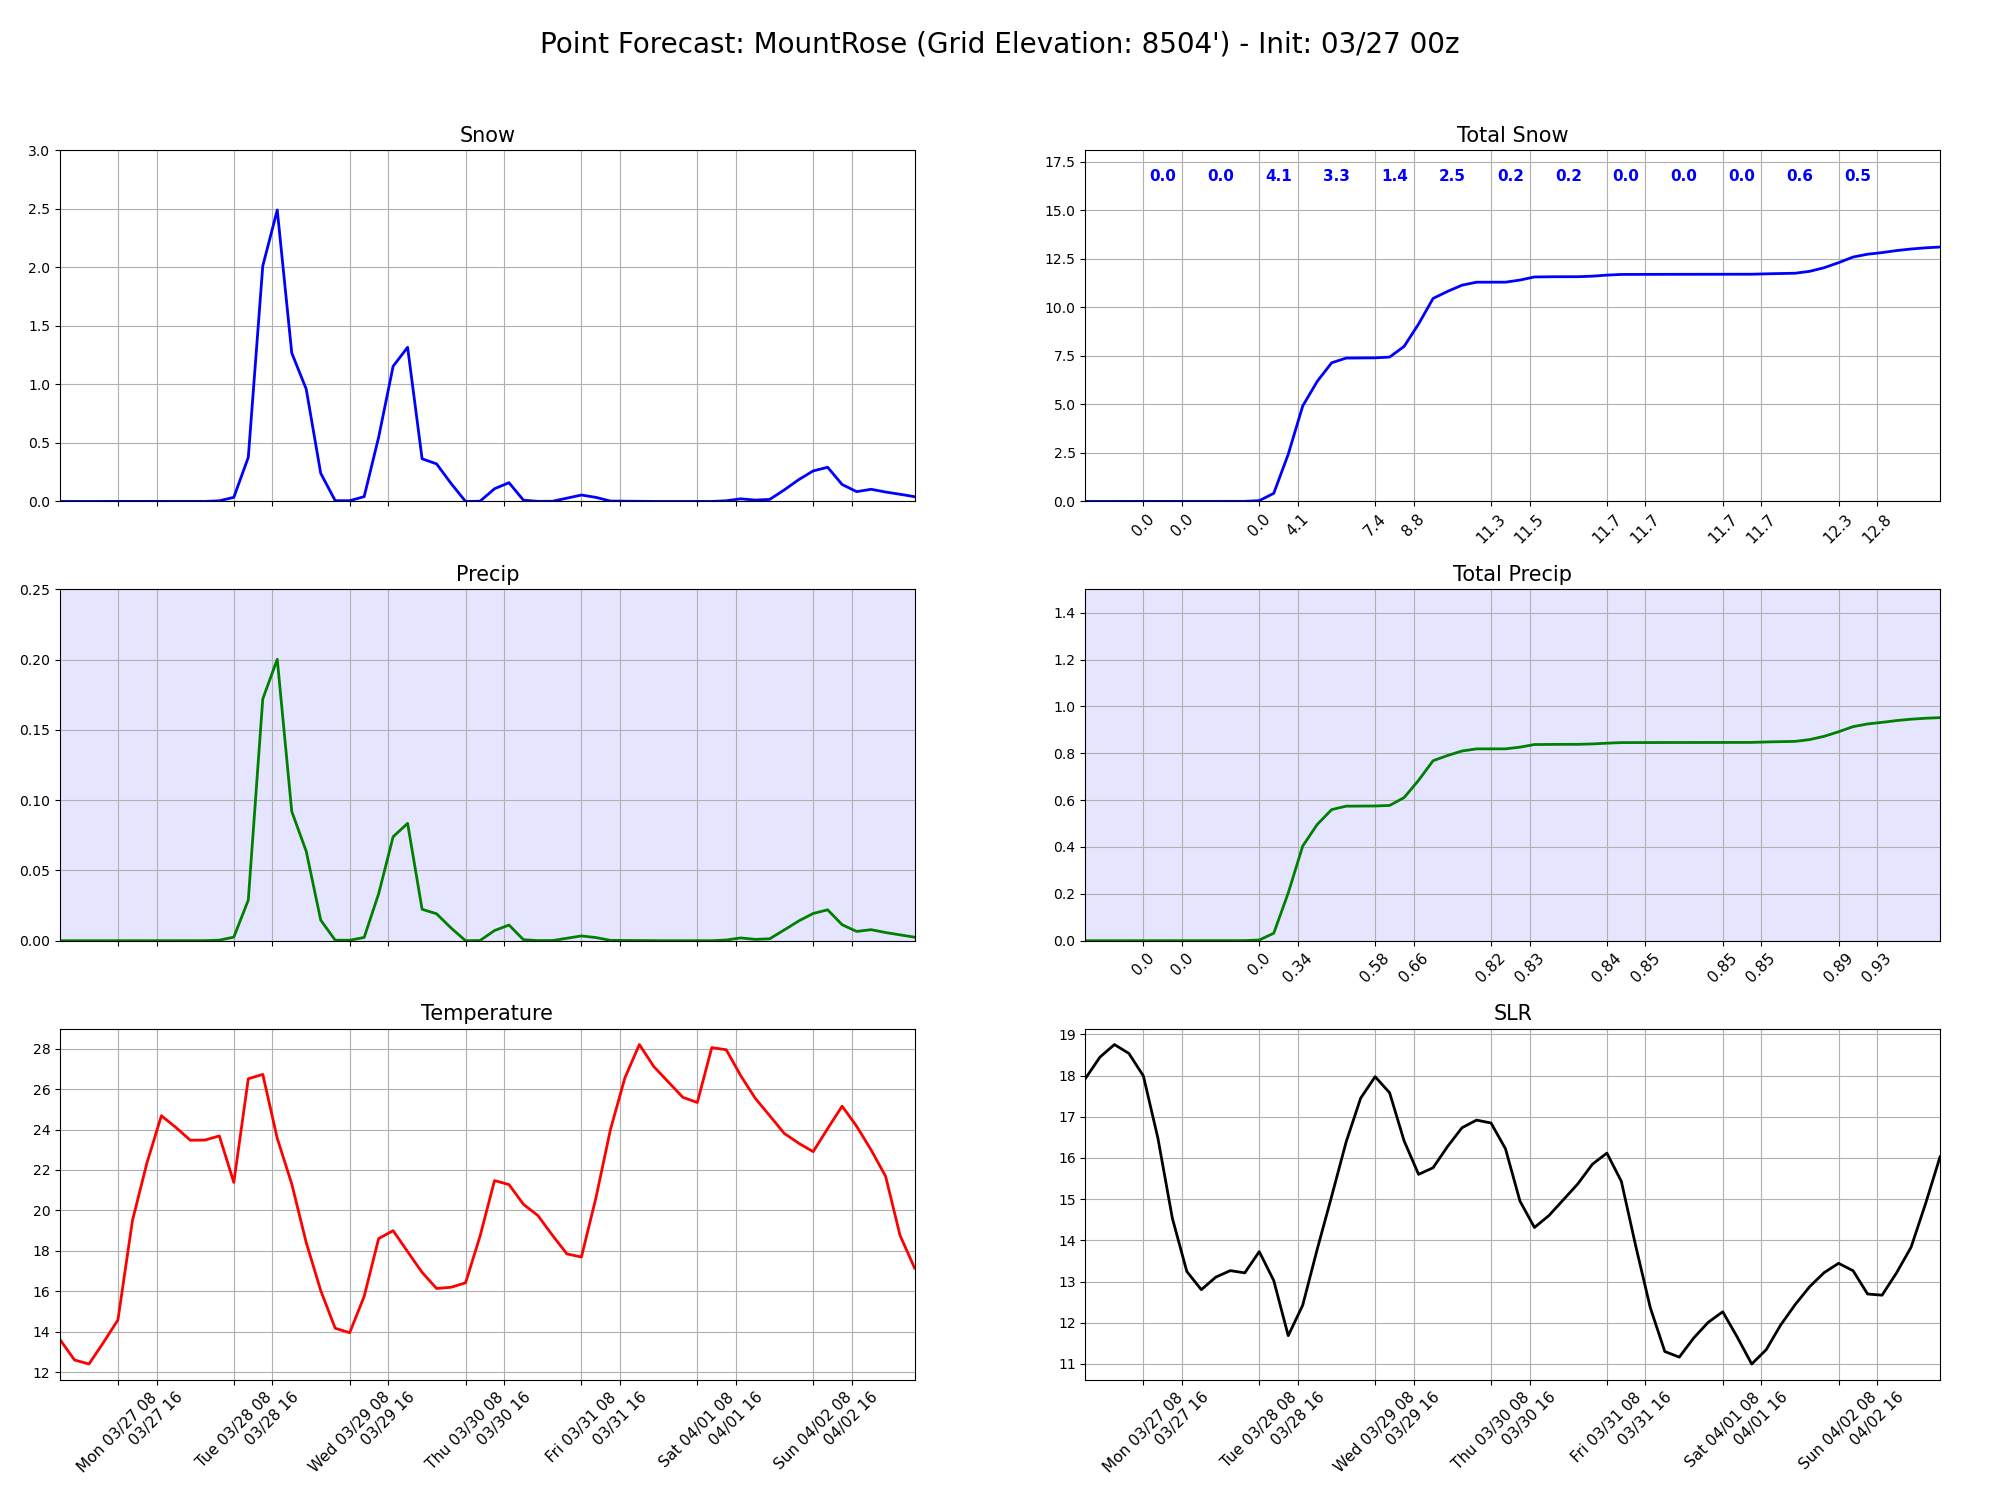 Point Forecast: MountRose (Grid Elevation: 8504') - Init: 03/27 00z
Snow
3.0
2.5
2.0
1.5
1.0
0.5
0.0
Total Snow
17.5
15.0
12.5
10.0
7.5
5.0
2.5
0.0
0.0 0.0 4.1 3.3 1.4 2.5 0.2 0.2 0.0 0.0 0.0 0.6 0.5
0.0 0.0 0.0 4.1 7.4 8.8 11.3 11.5 11.7 11.7 11.7 11.7 12.3 12.8
Precip
0.25
0.20
0.15
0.10
0.05
0.00
Total Precip
1.4
1.2
1.0
0.8
0.6
0.4
0.2
0.0
0.0 0.0 0.0 0.34 0.58 0.66 0.82 0.83 0.84 0.85 0.85 0.85 0.89 0.93
Temperature
28
26
24
22
20
18
16
14
12
Mon 03/27 08
03/27 16
Tue 03/28 08
03/28 16
Wed 03/29 08
03/29 16
Thu 03/30 08
03/30 16
Fri 03/31 08
03/31 16
Sat 04/01 08
04/01 16
Sun 04/02 08
04/02 16
SLR
19
18
17
16
15
14
13
12
11
Mon 03/27 08
03/27 16
Tue 03/28 08
03/28 16
Wed 03/29 08
03/29 16
Thu 03/30 08
03/30 16
Fri 03/31 08
03/31 16
Sat 04/01 08
04/01 16
Sun 04/02 08
04/02 16